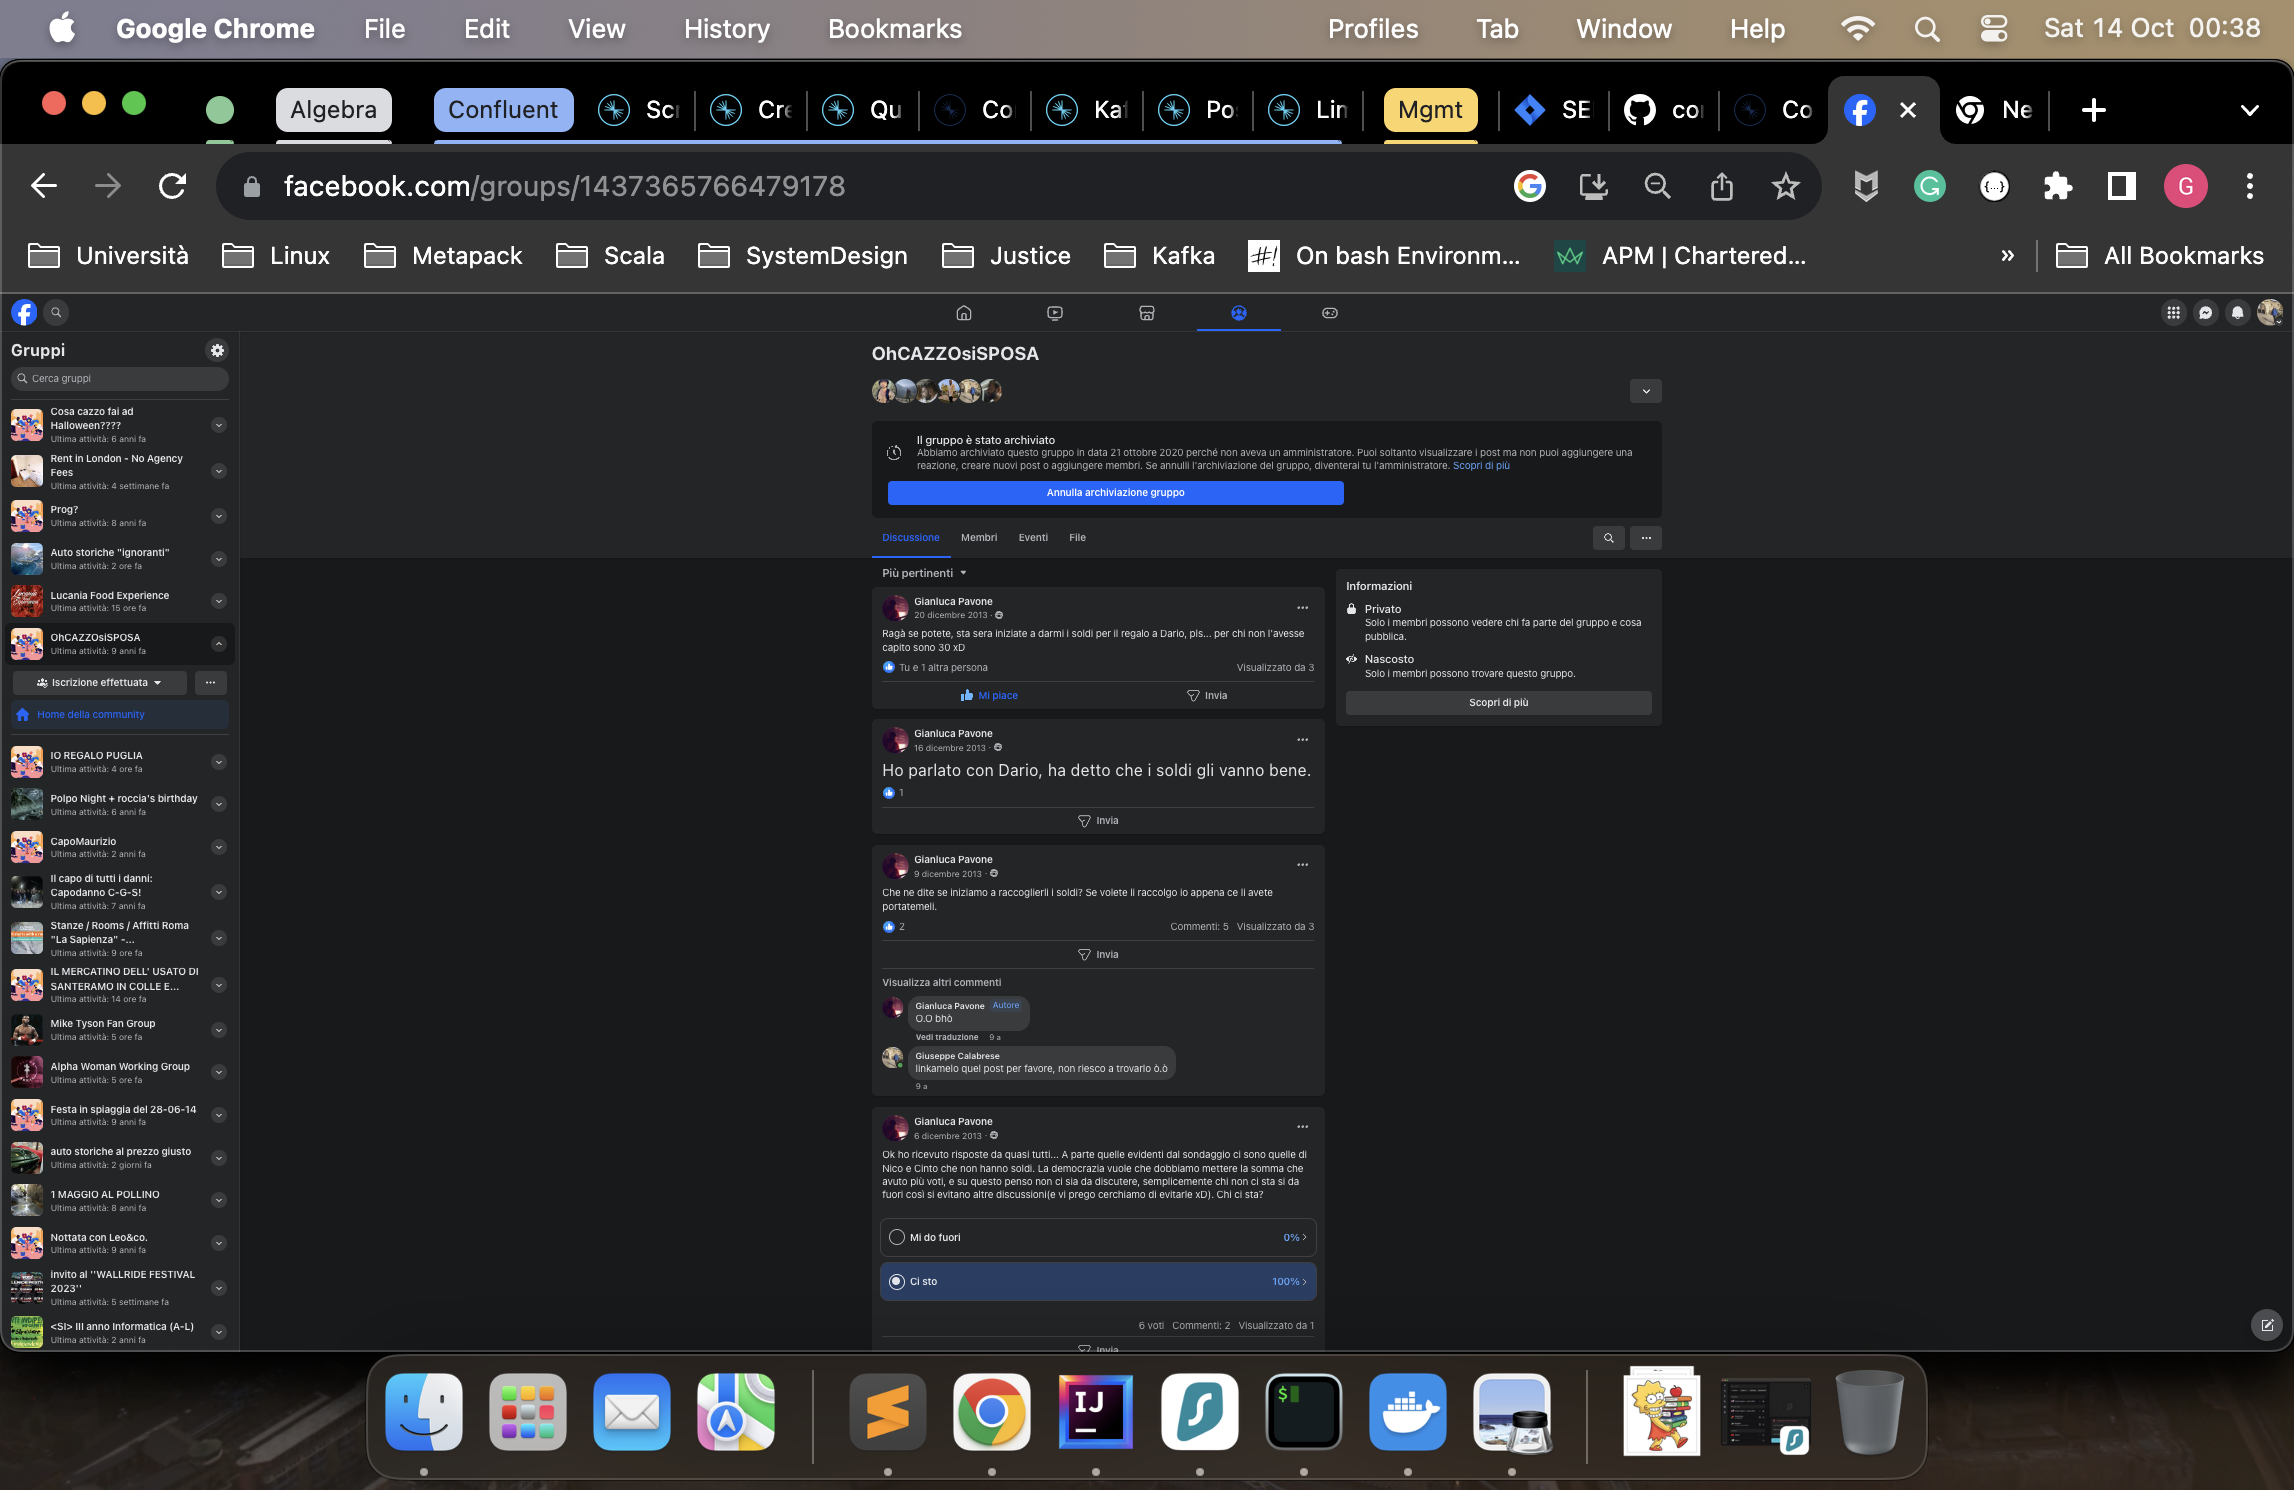 Google Chrome File Edit View History Bookmarks Profiles Tab Window Help Sat 14 Oct 00:38
Algebra Confluent Sc Cre Qu Co Ka Po Lin Mgmt SE co Co Ne
facebook.com/groups/1437365766479178
G
Università Linux Metapack Scala SystemDesign Justice Kafka #! On bash Environm... APM | Chartered... » All Bookmarks
Gruppi
Cerca gruppi
Cosa cazzo fai ad
Halloween????
Ultima attività: 6 anni fa
Rent in London - No Agency
Fees
Ultima attività: 4 settimane fa
Prog?
Ultima attività: 8 anni fa
Auto storiche "ignoranti"
Ultima attività: 2 ore fa
Lucania Food Experience
Ultima attività: 15 ore fa
OhCAZZOsiSPOSA
Ultima attività: 9 anni fa
Iscrizione effettuata
Home della community
IO REGALO PUGLIA
Ultima attività: 4 ore fa
Polpo Night + roccia's birthday
Ultima attività: 6 anni fa
CapoMaurizio
Ultima attività: 2 anni fa
Il capo di tutti i danni:
Capodanno C-G-S!
Ultima attività: 7 anni fa
Stanze / Rooms / Affitti Roma
"La Sapienza" -...
Ultima attività: 9 ore fa
IL MERCATINO DELL' USATO DI
SANTERAMO IN COLLE E...
Ultima attività: 14 ore fa
Mike Tyson Fan Group
Ultima attività: 5 ore fa
Alpha Woman Working Group
Ultima attività: 5 ore fa
Festa in spiaggia del 28-06-14
Ultima attività: 9 anni fa
auto storiche al prezzo giusto
Ultima attività: 2 giorni fa
1 MAGGIO AL POLLINO
Ultima attività: 8 anni fa
Nottata con Leo&co.
Ultima attività: 9 anni fa
invito al ''WALLRIDE FESTIVAL
2023''
Ultima attività: 5 settimane fa
<SI> III anno Informatica (A-L)
Ultima attività: 2 anni fa
OhCAZZOsiSPOSA
Il gruppo è stato archiviato
Abbiamo archiviato questo gruppo in data 21 ottobre 2020 perché non aveva un amministratore. Puoi soltanto visualizzare i post ma non puoi aggiungere una
reazione, creare nuovi post o aggiungere membri. Se annulli l'archiviazione del gruppo, diventerai tu l'amministratore. Scopri di più
Annulla archiviazione gruppo
Discussione Membri Eventi File
Più pertinenti
Gianluca Pavone
20 dicembre 2013
Ragà se potete, sta sera iniziate a darmi i soldi per il regalo a Dario, pls... per chi non l'avesse
capito sono 30 xD
Tu e 1 altra persona Visualizzato da 3
Mi piace Invia
Gianluca Pavone
16 dicembre 2013
Ho parlato con Dario, ha detto che i soldi gli vanno bene.
1
Invia
Gianluca Pavone
9 dicembre 2013
Che ne dite se iniziamo a raccoglierli i soldi? Se volete li raccolgo io appena ce li avete
portatemeli.
2 Commenti: 5 Visualizzato da 3
Invia
Visualizza altri commenti
Gianluca Pavone Autore
O.O bhò
Vedi traduzione 9 a
Giuseppe Calabrese
linkamelo quel post per favore, non riesco a trovarlo ò.ò
9 a
Gianluca Pavone
6 dicembre 2013
Ok ho ricevuto risposte da quasi tutti... A parte quelle evidenti dal sondaggio ci sono quelle di
Nico e Cinto che non hanno soldi. La democrazia vuole che dobbiamo mettere la somma che
avuto più voti, e su questo penso non ci sia da discutere, semplicemente chi non ci sta si da
fuori così si evitano altre discussioni(e vi prego cerchiamo di evitarle xD). Chi ci sta?
Mi do fuori 0%
Ci sto 100%
6 voti Commenti: 2 Visualizzato da 1
Invia
Informazioni
Privato
Solo i membri possono vedere chi fa parte del gruppo e cosa
pubblica.
Nascosto
Solo i membri possono trovare questo gruppo.
Scopri di più
IJ
$